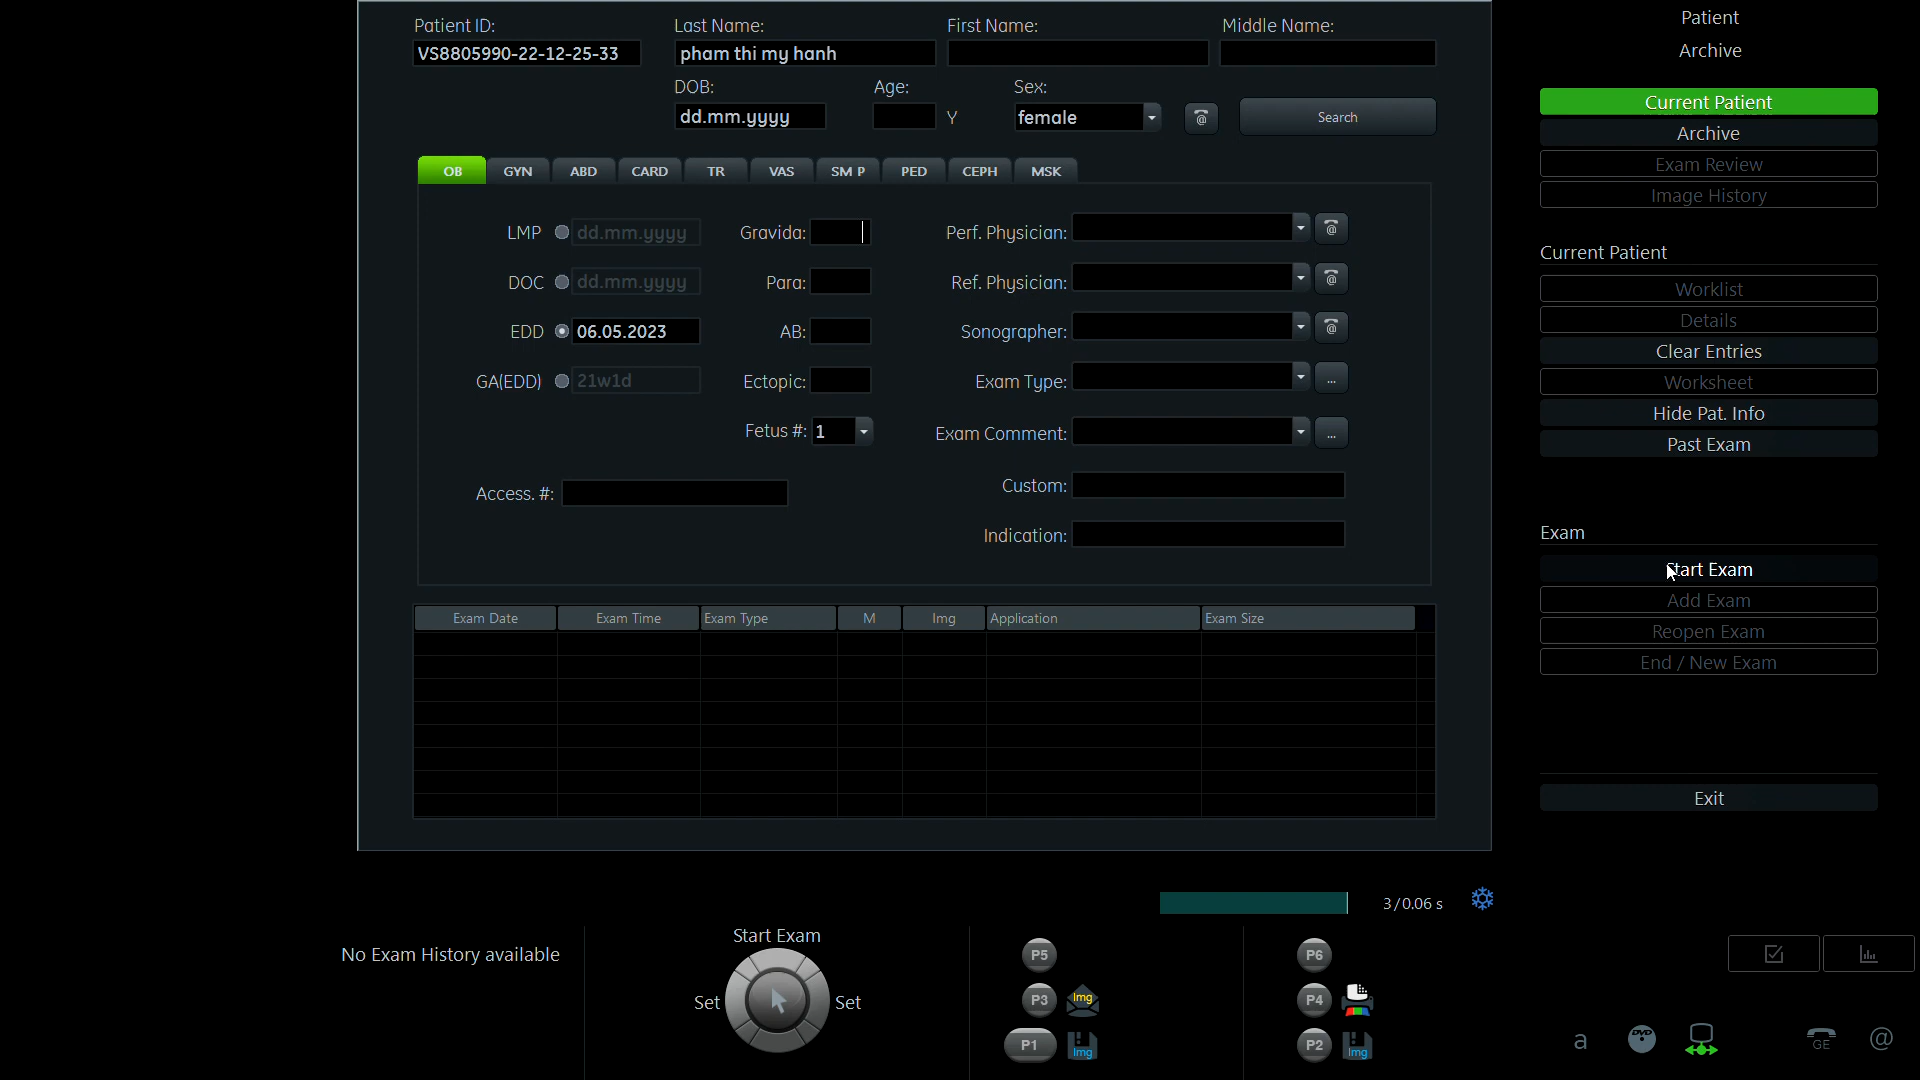 Patient ID: Last Name: First Name: Middle Name:
VS8805990-22-12-25-33 pham thi my hanh
DOB: Age: Sex:
dd.mm.yyyy Y female @ Search
OB GYN ABD CARD TR VAS SM P PED CEPH MSK
LMP dd.mm.yyyy Gravida: Perf. Physician: @
DOC dd.mm.yyyy Para: Ref. Physician: @
EDD 06.05.2023 AB: Sonographer: @
GA(EDD) 21w1d Ectopic: Exam Type: ...
Fetus #: 1 Exam Comment: ...
Access. #: Custom:
Indication:
Exam Date Exam Time Exam Type M Img Application Exam Size
Patient
Archive
Current Patient
Archive
Exam Review
Image History
Current Patient
Worklist
Details
Clear Entries
Worksheet
Hide Pat. Info
Past Exam
Exam
Start Exam
Add Exam
Reopen Exam
End / New Exam
Exit
3/0.06 s
No Exam History available
Start Exam
Set Set
P5 P6
P3 Img P4
P1 Img P2 Img
a DVD GE @